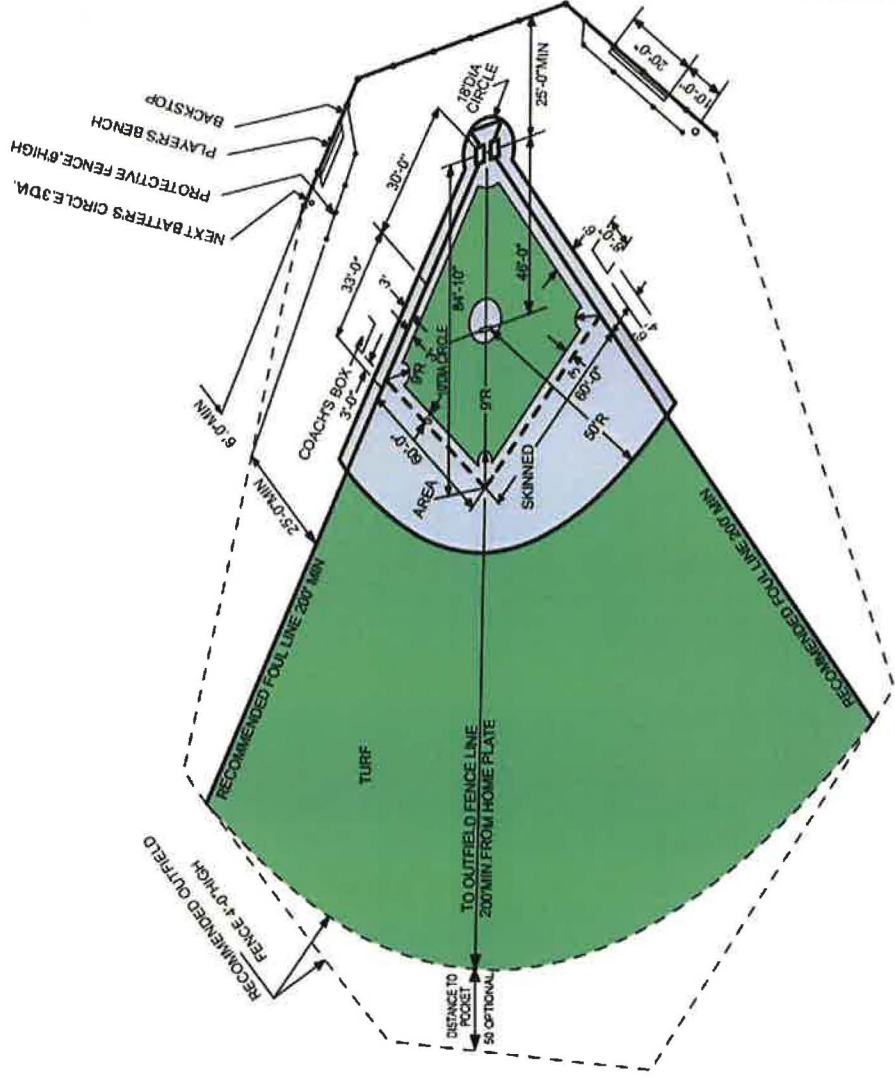 BACKSTOP
PLAYER'S BENCH
PROTECTIVE FENCE,6'HIGH
NEXT BATTER'S CIRCLE,3'DIA.
20'-0"
10'-0"
25'-0"MIN
18'DIA
CIRCLE
30'-0"
33'-0"
84'-10"
46'-0"
3'
3'
COACH'S BOX
3'-0"
9'R
6'.0"MIN
25'-0"MIN
60'-0"
9'R
60'-0"
50'R
AREA
SKINNED
RECOMMENDED FOUL LINE 200' MIN
RECOMMENDED FOUL LINE 200' MIN
TURF
TO OUTFIELD FENCE LINE
200'MIN FROM HOME PLATE
RECOMMENDED OUTFIELD
FENCE 4'-0"HIGH
DISTANCE TO
POCKET
50 OPTIONAL